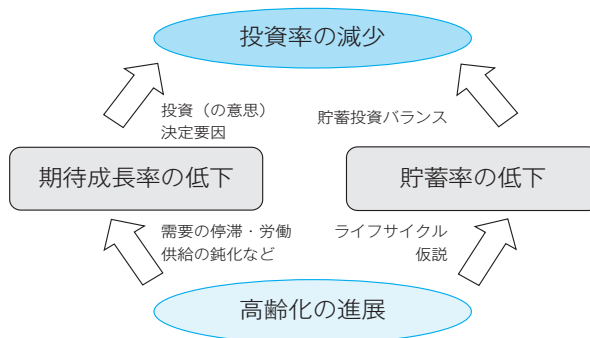 投資率の減少
投資（の意思）
決定要因
貯蓄投資バランス
期待成長率の低下
貯蓄率の低下
需要の停滞・労働
供給の鈍化など
ライフサイクル
仮説
高齢化の進展